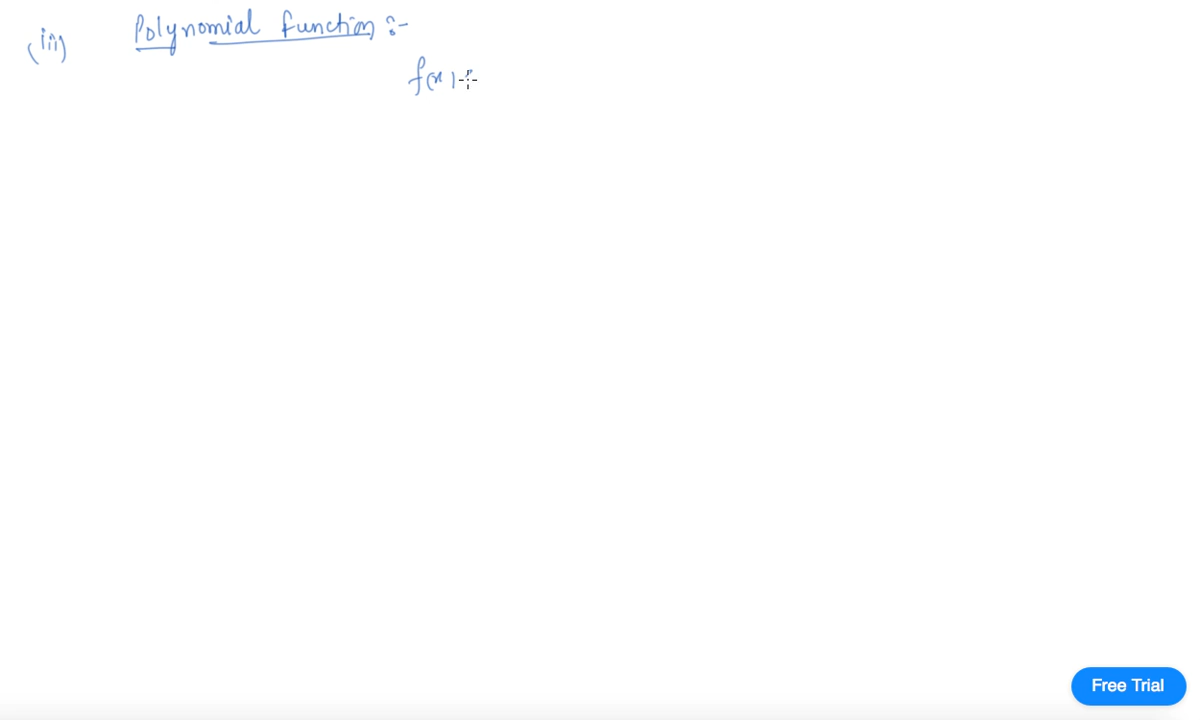 (iii) Polynomial function :-
f(x)
Free Trial